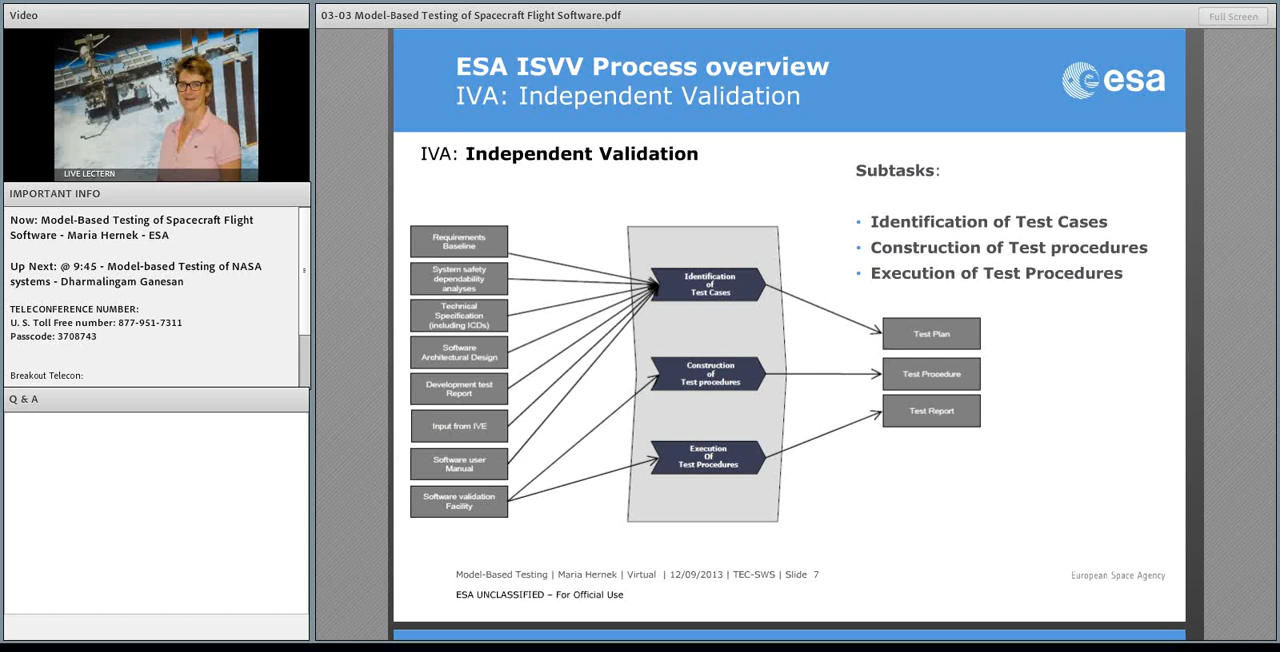 Video
LIVE LECTERN
IMPORTANT INFO
Now: Model-Based Testing of Spacecraft Flight
Software - Maria Hernek - ESA
Up Next: @ 9:45 - Model-based Testing of NASA
systems - Dharmalingam Ganesan
TELECONFERENCE NUMBER:
U. S. Toll Free number: 877-951-7311
Passcode: 3708743
Breakout Telecon:
Q & A
03-03 Model-Based Testing of Spacecraft Flight Software.pdf
Full Screen
ESA ISVV Process overview
IVA: Independent Validation
esa
IVA: Independent Validation
Requirements
Baseline
System safety
dependability
analyses
Technical
Specification
(including ICDs)
Software
Architectural Design
Development test
Report
Input from IVE
Software user
Manual
Software validation
Facility
Identification
of
Test Cases
Construction
of
Test procedures
Execution
Of
Test Procedures
Test Plan
Test Procedure
Test Report
Subtasks:
• Identification of Test Cases
• Construction of Test procedures
• Execution of Test Procedures
Model-Based Testing | Maria Hernek | Virtual | 12/09/2013 | TEC-SWS | Slide 7
ESA UNCLASSIFIED – For Official Use
European Space Agency